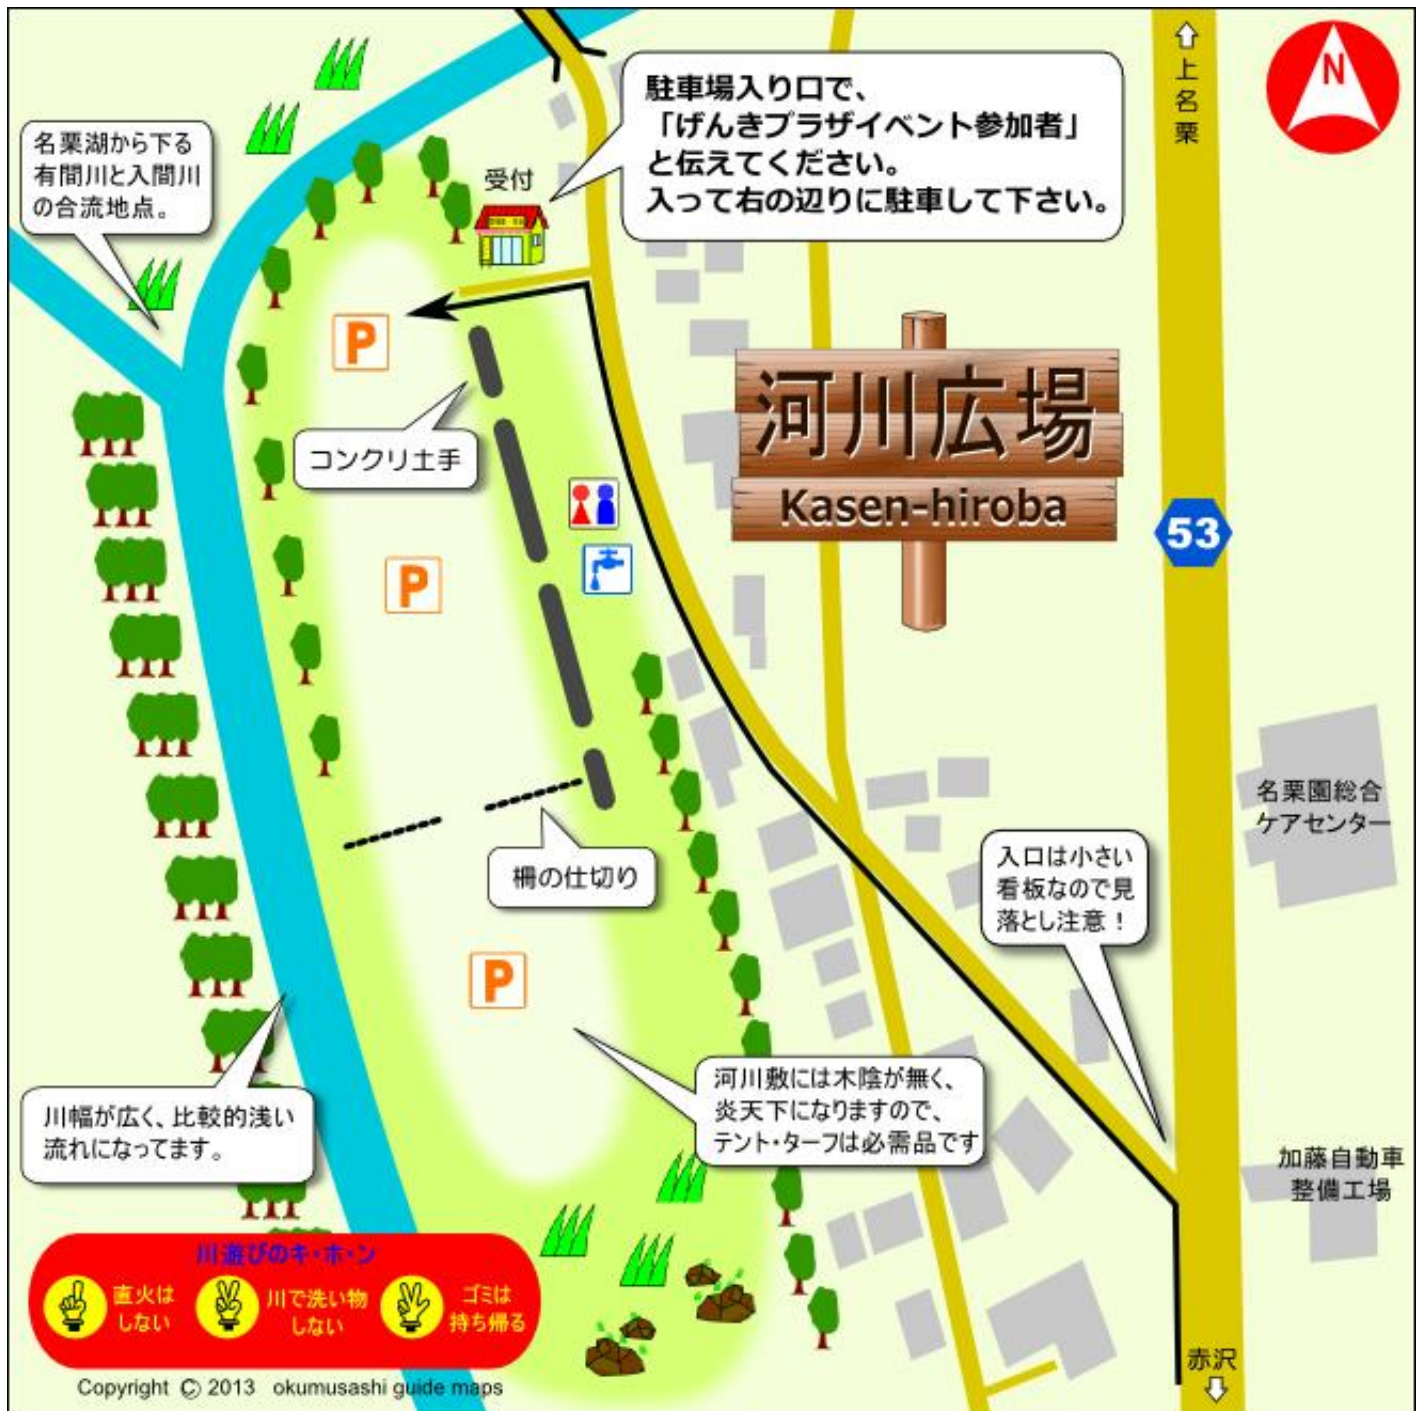 上名栗
N
駐車場入り口で、
「げんきプラザイベント参加者」
と伝えてください。
入って右の辺りに駐車して下さい。
名栗湖から下る
有間川と入間川
の合流地点。
受付
P
コンクリ土手
河川広場
Kasen-hiroba
53
P
名栗園総合
ケアセンター
柵の仕切り
入口は小さい
看板なので見
落とし注意！
P
川幅が広く、比較的浅い
流れになってます。
河川敷には木陰が無く、
炎天下になりますので、
テント・ターフは必需品です
加藤自動車
整備工場
川遊びのキ・ホ・ン
直火は
しない
川で洗い物
しない
ゴミは
持ち帰る
赤沢
Copyright © 2013 okumusashi guide maps